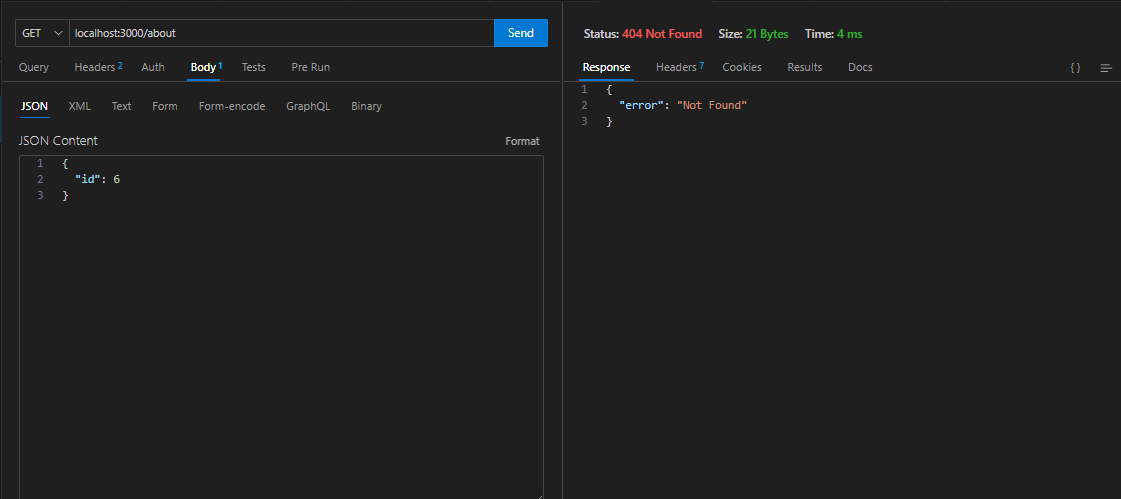 GET localhost:3000/about Send
Query Headers 2 Auth Body 1 Tests Pre Run
JSON XML Text Form Form-encode GraphQL Binary
JSON Content Format
1 {
2 "id": 6
3 }
Status: 404 Not Found Size: 21 Bytes Time: 4 ms
Response Headers 7 Cookies Results Docs { }
1 {
2 "error": "Not Found"
3 }